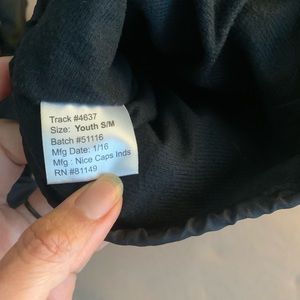 Track #4637
Size: Youth S/M
Batch #51116
Mfg Date: 1/16
Mfg : Nice Caps Inds
RN #81149